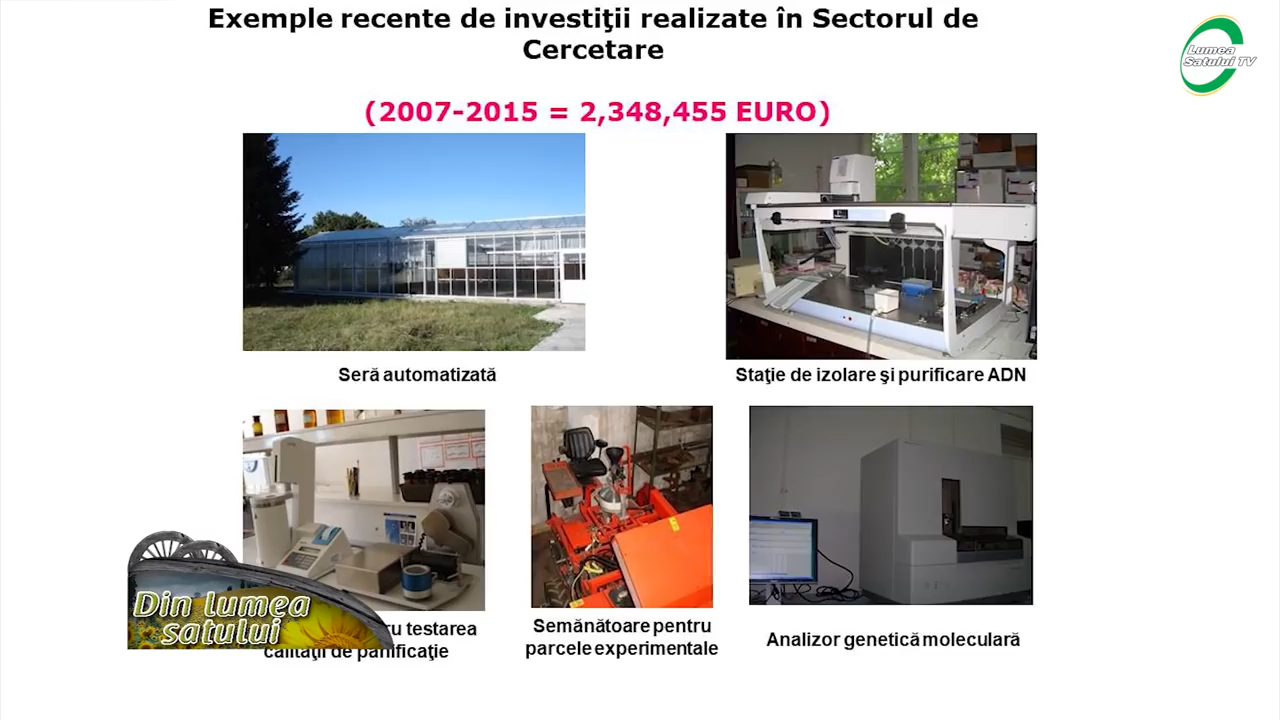 Exemple recente de investiţii realizate în Sectorul de
Cercetare
(2007-2015 = 2,348,455 EURO)
Lumea
Satului TV
Seră automatizată
Staţie de izolare şi purificare ADN
testarea
calităţii de panificaţie
Semănătoare pentru
parcele experimentale
Analizor genetică moleculară
Din lumea
satului